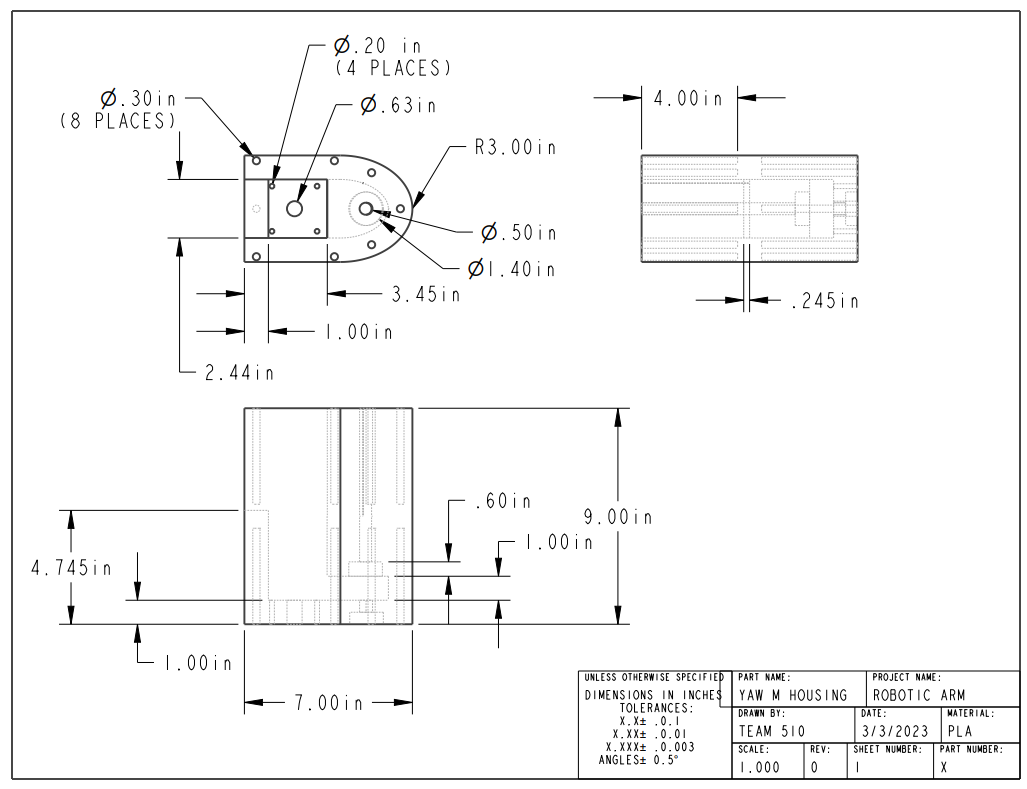 Ø.20 in
(4 PLACES)
Ø.30in
(8 PLACES)
Ø.63in
R3.00in
4.00in
Ø.50in
Ø1.40in
3.45in
.245in
1.00in
2.44in
.60in
9.00in
1.00in
4.745in
1.00in
7.00in
UNLESS OTHERWISE SPECIFIED
DIMENSIONS IN INCHES
TOLERANCES:
X.X± .0.1
X.XX± .0.01
X.XXX± .0.003
ANGLES± 0.5°
PART NAME:
YAW M HOUSING
PROJECT NAME:
ROBOTIC ARM
DRAWN BY:
TEAM 510
DATE:
3/3/2023
MATERIAL:
PLA
SCALE:
1.000
REV:
0
SHEET NUMBER:
1
PART NUMBER:
X